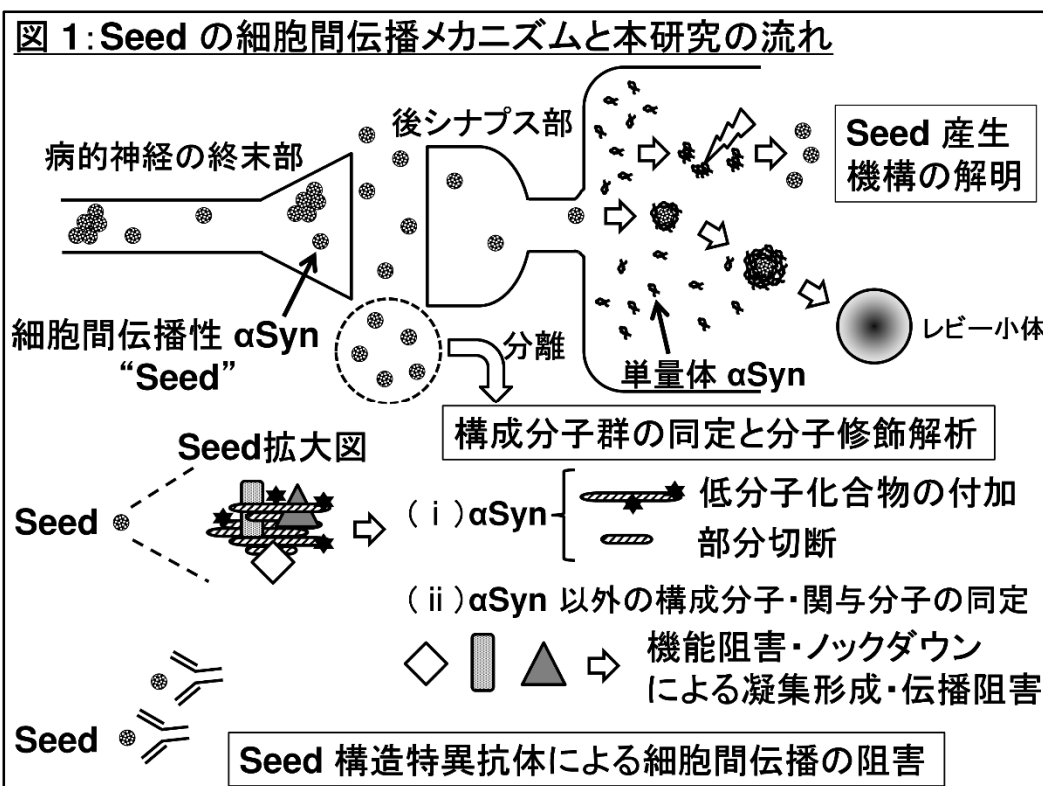 図 1:Seed の細胞間伝播メカニズムと本研究の流れ
病的神経の終末部
後シナプス部
Seed 産生
機構の解明
細胞間伝播性 αSyn
“Seed”
分離
単量体 αSyn
レビー小体
構成分子群の同定と分子修飾解析
Seed拡大図
Seed
(ⅰ)αSyn
低分子化合物の付加
部分切断
(ⅱ)αSyn 以外の構成分子・関与分子の同定
機能阻害・ノックダウン
による凝集形成・伝播阻害
Seed
Seed 構造特異抗体による細胞間伝播の阻害